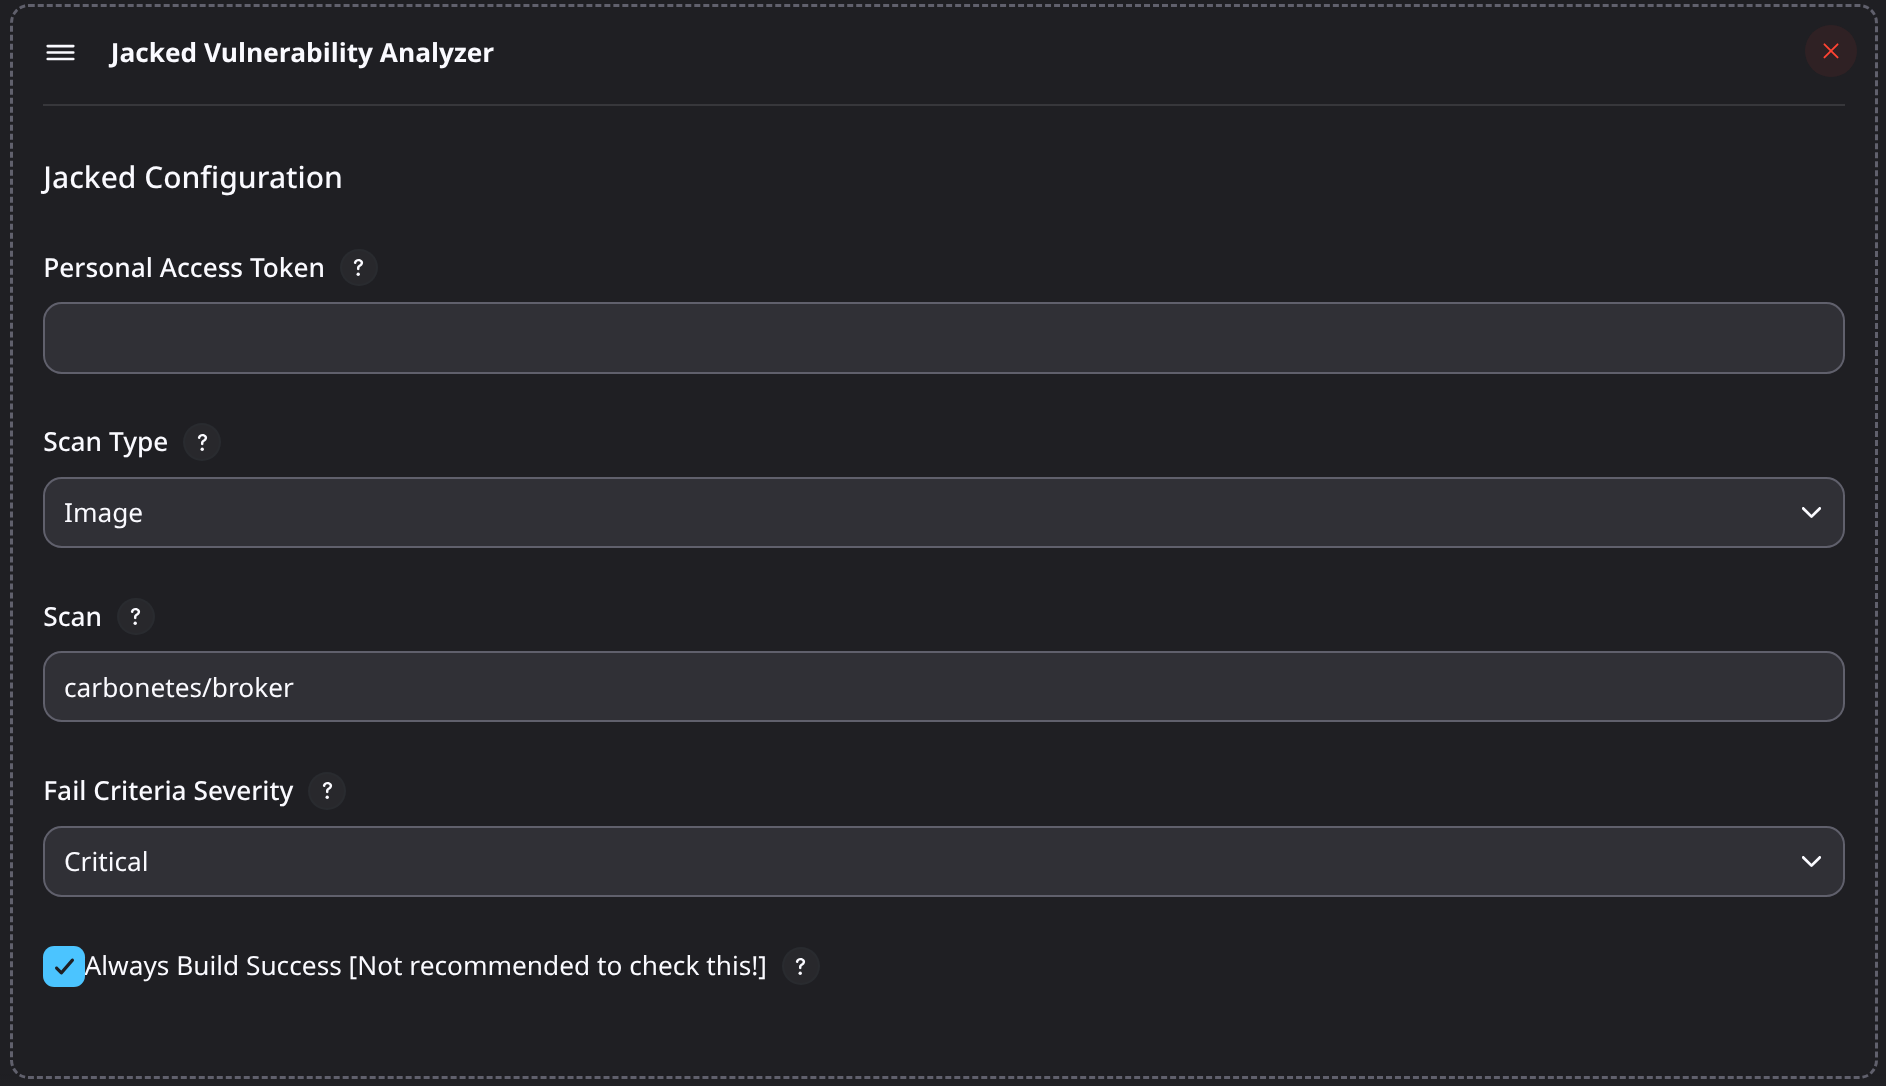 Jacked Vulnerability Analyzer
Jacked Configuration
Personal Access Token ?
Scan Type ?
Image
Scan ?
carbonetes/broker
Fail Criteria Severity ?
Critical
Always Build Success [Not recommended to check this!] ?